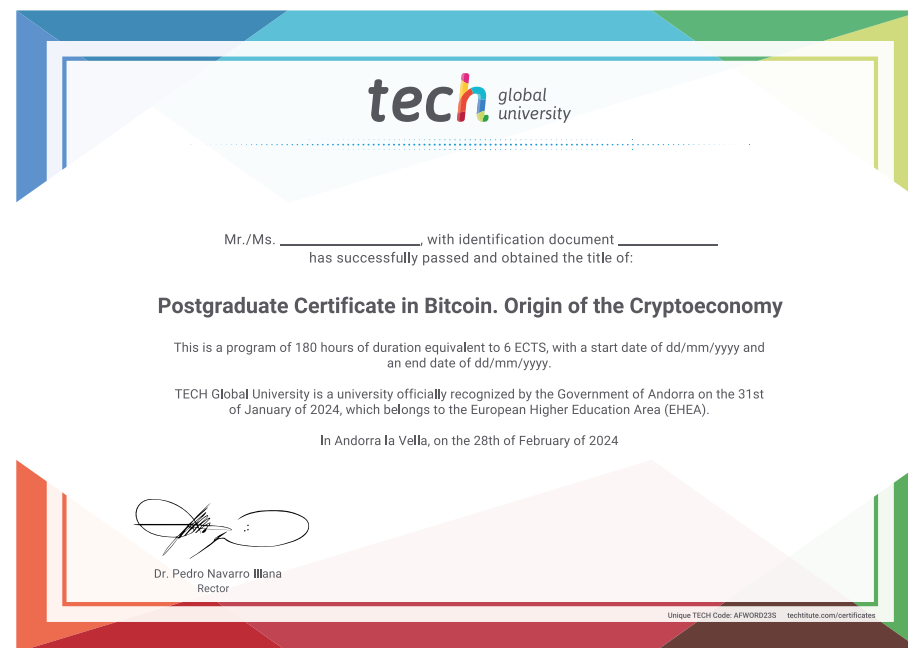 tech global
university
Mr./Ms. ____________, with identification document ____________
has successfully passed and obtained the title of:
Postgraduate Certificate in Bitcoin. Origin of the Cryptoeconomy
This is a program of 180 hours of duration equivalent to 6 ECTS, with a start date of dd/mm/yyyy and
an end date of dd/mm/yyyy.
TECH Global University is a university officially recognized by the Government of Andorra on the 31st
of January of 2024, which belongs to the European Higher Education Area (EHEA).
In Andorra la Vella, on the 28th of February of 2024
Dr. Pedro Navarro Illana
Rector
Unique TECH Code: AFWORD23S techtitute.com/certificates